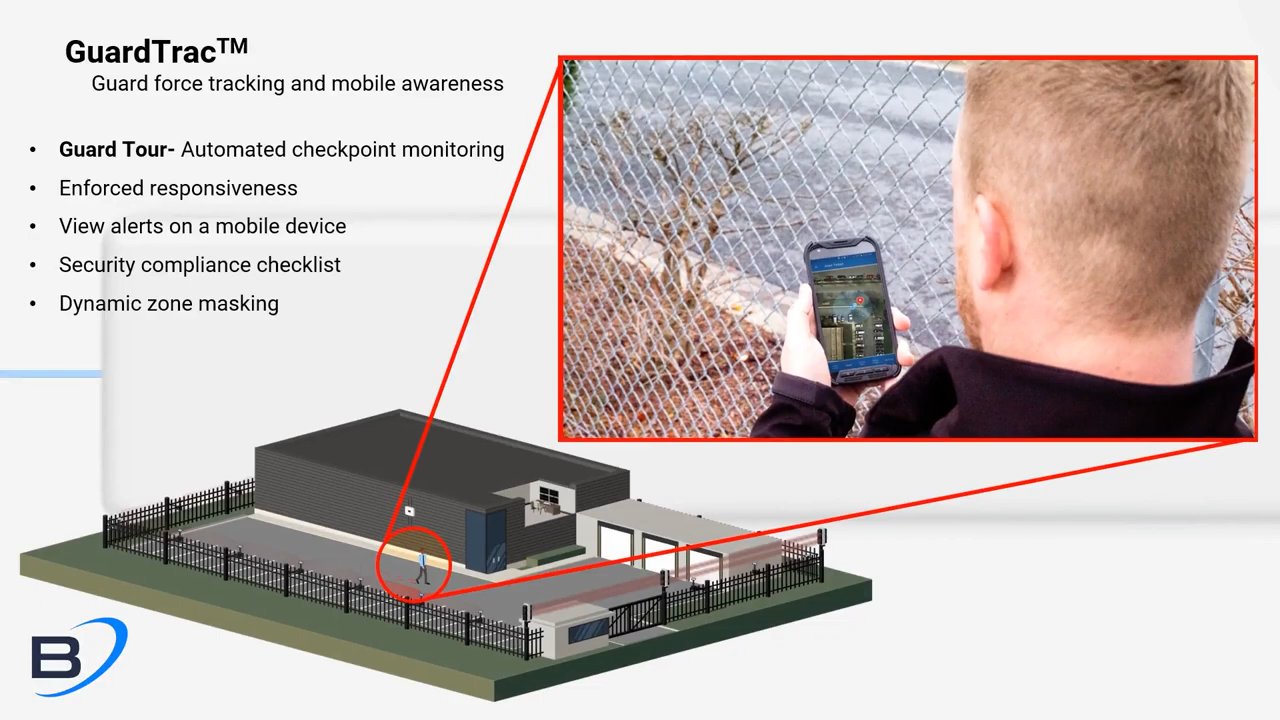 GuardTrac™
Guard force tracking and mobile awareness
• Guard Tour- Automated checkpoint monitoring
• Enforced responsiveness
• View alerts on a mobile device
• Security compliance checklist
• Dynamic zone masking
B